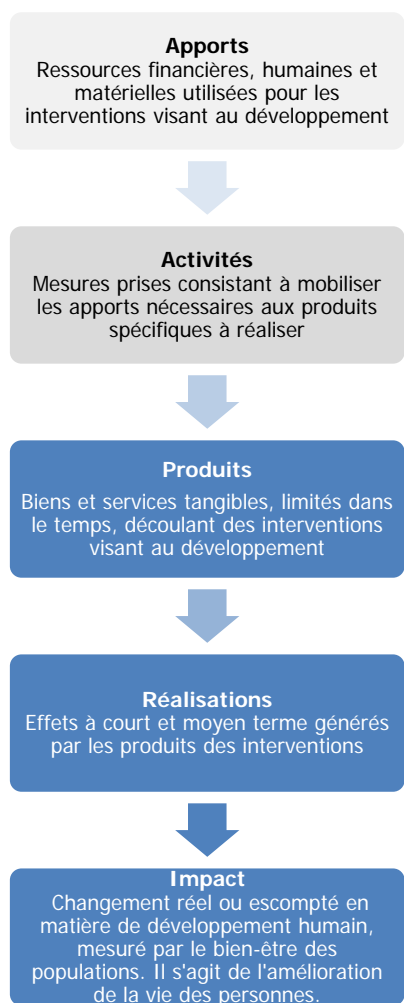 Apports
Ressources financières, humaines et
matérielles utilisées pour les
interventions visant au développement
Activités
Mesures prises consistant à mobiliser
les apports nécessaires aux produits
spécifiques à réaliser
Produits
Biens et services tangibles, limités dans
le temps, découlant des interventions
visant au développement
Réalisations
Effets à court et moyen terme générés
par les produits des interventions
Impact
Changement réel ou escompté en
matière de développement humain,
mesuré par le bien-être des
populations. Il s'agit de l'amélioration
de la vie des personnes.